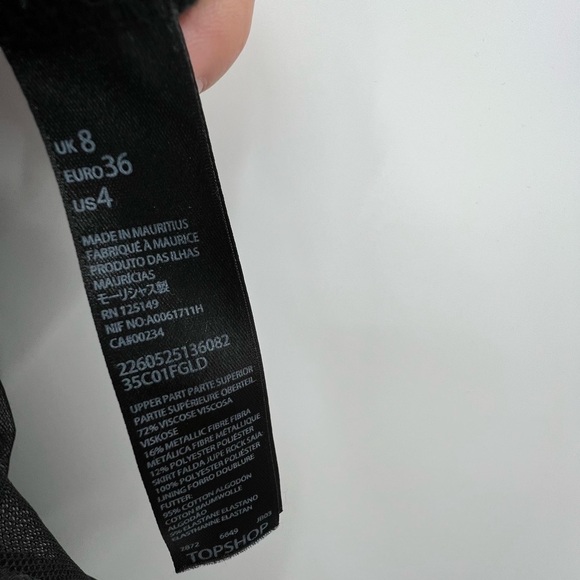 UK 8
EURO 36
US 4
MADE IN MAURITIUS
FABRIQUÉ À MAURICE
PRODUTO DAS ILHAS
MAURÍCIAS
モーリシャス製
RN 125149
NIF NO:A0061711H
CA#00234
2260525136082
35C01FGLD
UPPER PART PARTE SUPERIOR
PARTIE SUPÉRIEURE OBERTEIL
72% VISCOSE VISCOSA
VISKOSE
16% METALLIC FIBRE FIBRA
METÁLICA FIBRE MÉTALLIQUE
12% POLYESTER POLIÉSTER
SKIRT FALDA JUPE ROCK SAIA
100% POLYESTER POLIÉSTER
LINING FORRO DOUBLURE
FUTTER:
95% COTTON ALGODÓN
COTON BAUMWOLLE
ALGODÃO
5% ELASTANE ELASTANO
ELASTHANNE ELASTAN
2872 6649
TOPSHOP